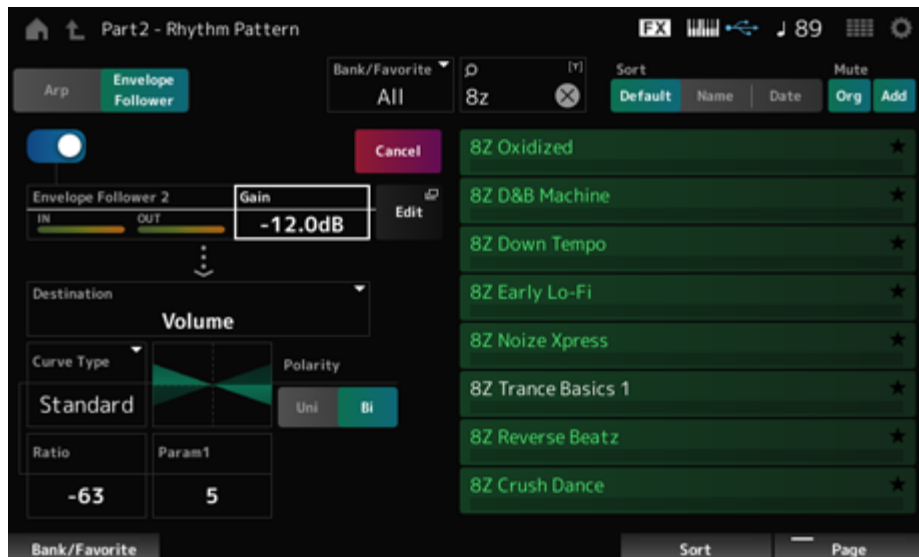 Part2 - Rhythm Pattern FX ♩ 89
Arp Envelope Follower
Bank/Favorite All
[Y] 8z
Sort
Default Name Date
Mute
Org Add
Cancel
Envelope Follower 2
IN OUT
Gain
-12.0dB
Edit
Destination
Volume
Curve Type
Standard
Polarity
Uni Bi
Ratio
-63
Param1
5
8Z Oxidized
8Z D&B Machine
8Z Down Tempo
8Z Early Lo-Fi
8Z Noize Xpress
8Z Trance Basics 1
8Z Reverse Beatz
8Z Crush Dance
Bank/Favorite Sort Page